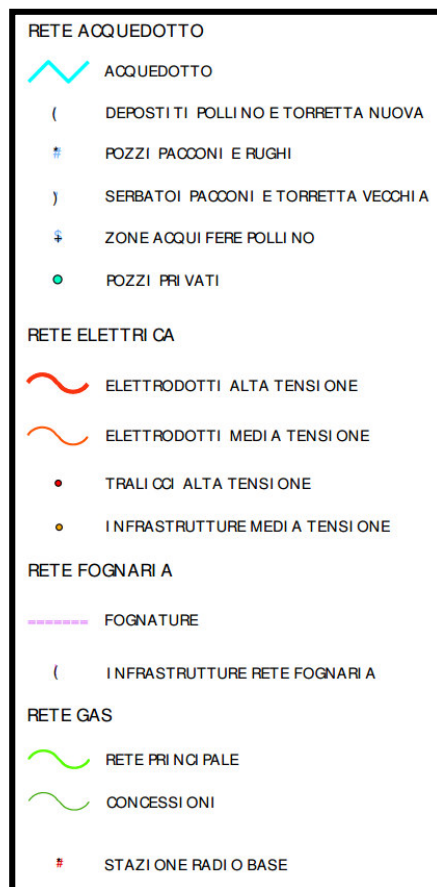 RETE ACQUEDOTTO
ACQUEDOTTO
DEPOSTITI POLLINO E TORRETTA NUOVA
POZZI PACCONI E RUGHI
SERBATOI PACCONI E TORRETTA VECCHIA
ZONE ACQUIFERE POLLINO
POZZI PRIVATI
RETE ELETTRICA
ELETTRODOTTI ALTA TENSIONE
ELETTRODOTTI MEDIA TENSIONE
TRALICCI ALTA TENSIONE
INFRASTRUTTURE MEDIA TENSIONE
RETE FOGNARIA
FOGNATURE
INFRASTRUTTURE RETE FOGNARIA
RETE GAS
RETE PRINCIPALE
CONCESSIONI
STAZIONE RADIO BASE